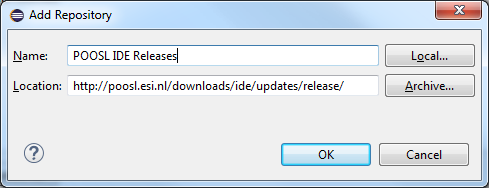 Add Repository
Name: POOSL IDE Releases Local...
Location: http://poosl.esi.nl/downloads/ide/updates/release/ Archive...
? OK Cancel